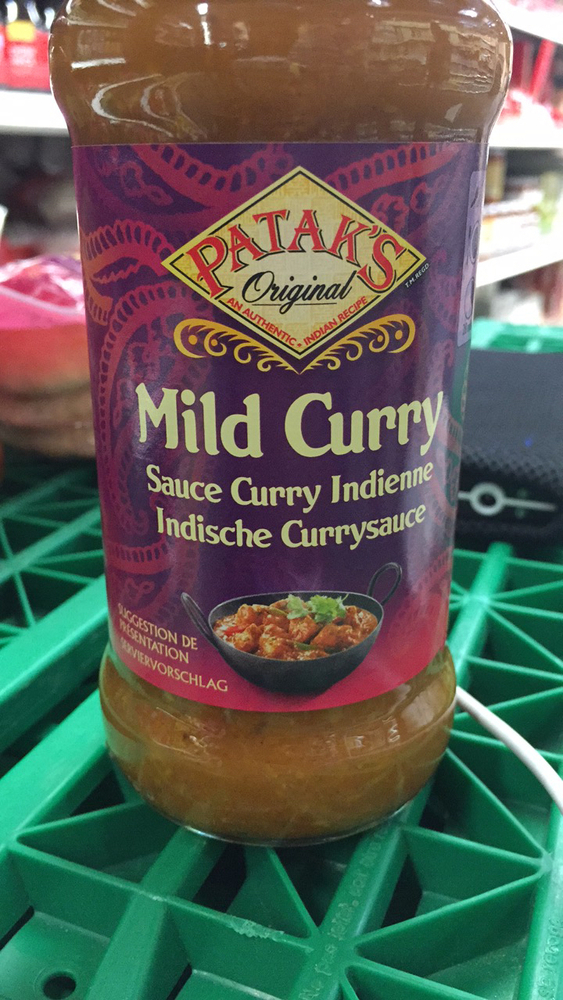 PATAK'S
T.M. REGD
Original
AN AUTHENTIC • INDIAN RECIPE
Mild Curry
Sauce Curry Indienne
Indische Currysauce
SUGGESTION DE
PRÉSENTATION
SERVIERVORSCHLAG